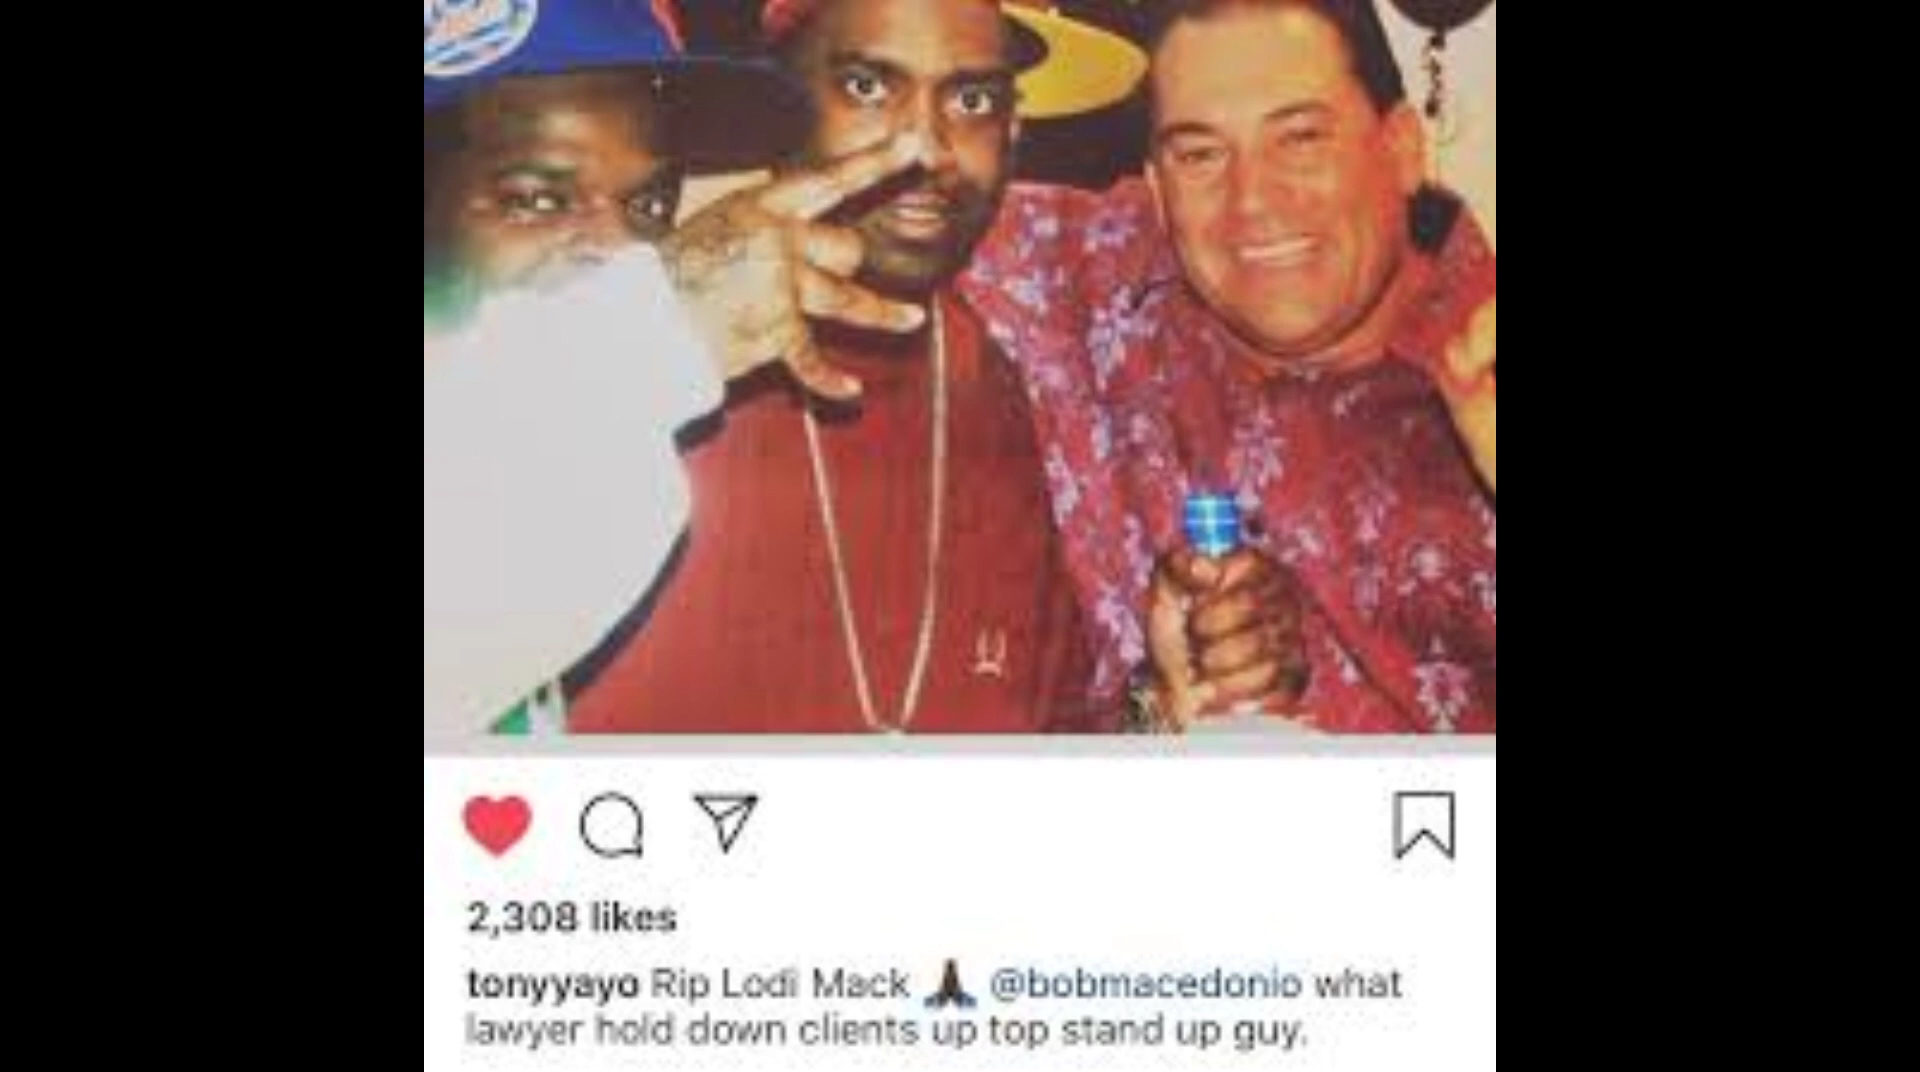 2,308 likes
tonyyayo Rip Lodi Mack 🙏🏿 @bobmacedonio what
lawyer hold down clients up top stand up guy.